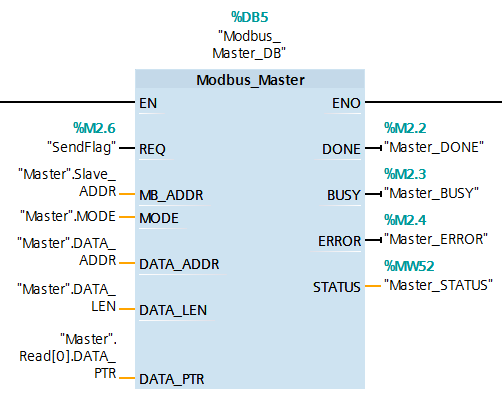 %DB5
"Modbus_
Master_DB"
Modbus_Master
EN ENO
%M2.6 %M2.2
"SendFlag" REQ DONE "Master_DONE"
%M2.3
"Master".Slave_
ADDR MB_ADDR BUSY "Master_BUSY"
"Master".MODE MODE %M2.4
"Master".DATA_ ERROR "Master_ERROR"
ADDR DATA_ADDR %MW52
"Master".DATA_ STATUS "Master_STATUS"
LEN DATA_LEN
"Master".
Read[0].DATA_
PTR DATA_PTR